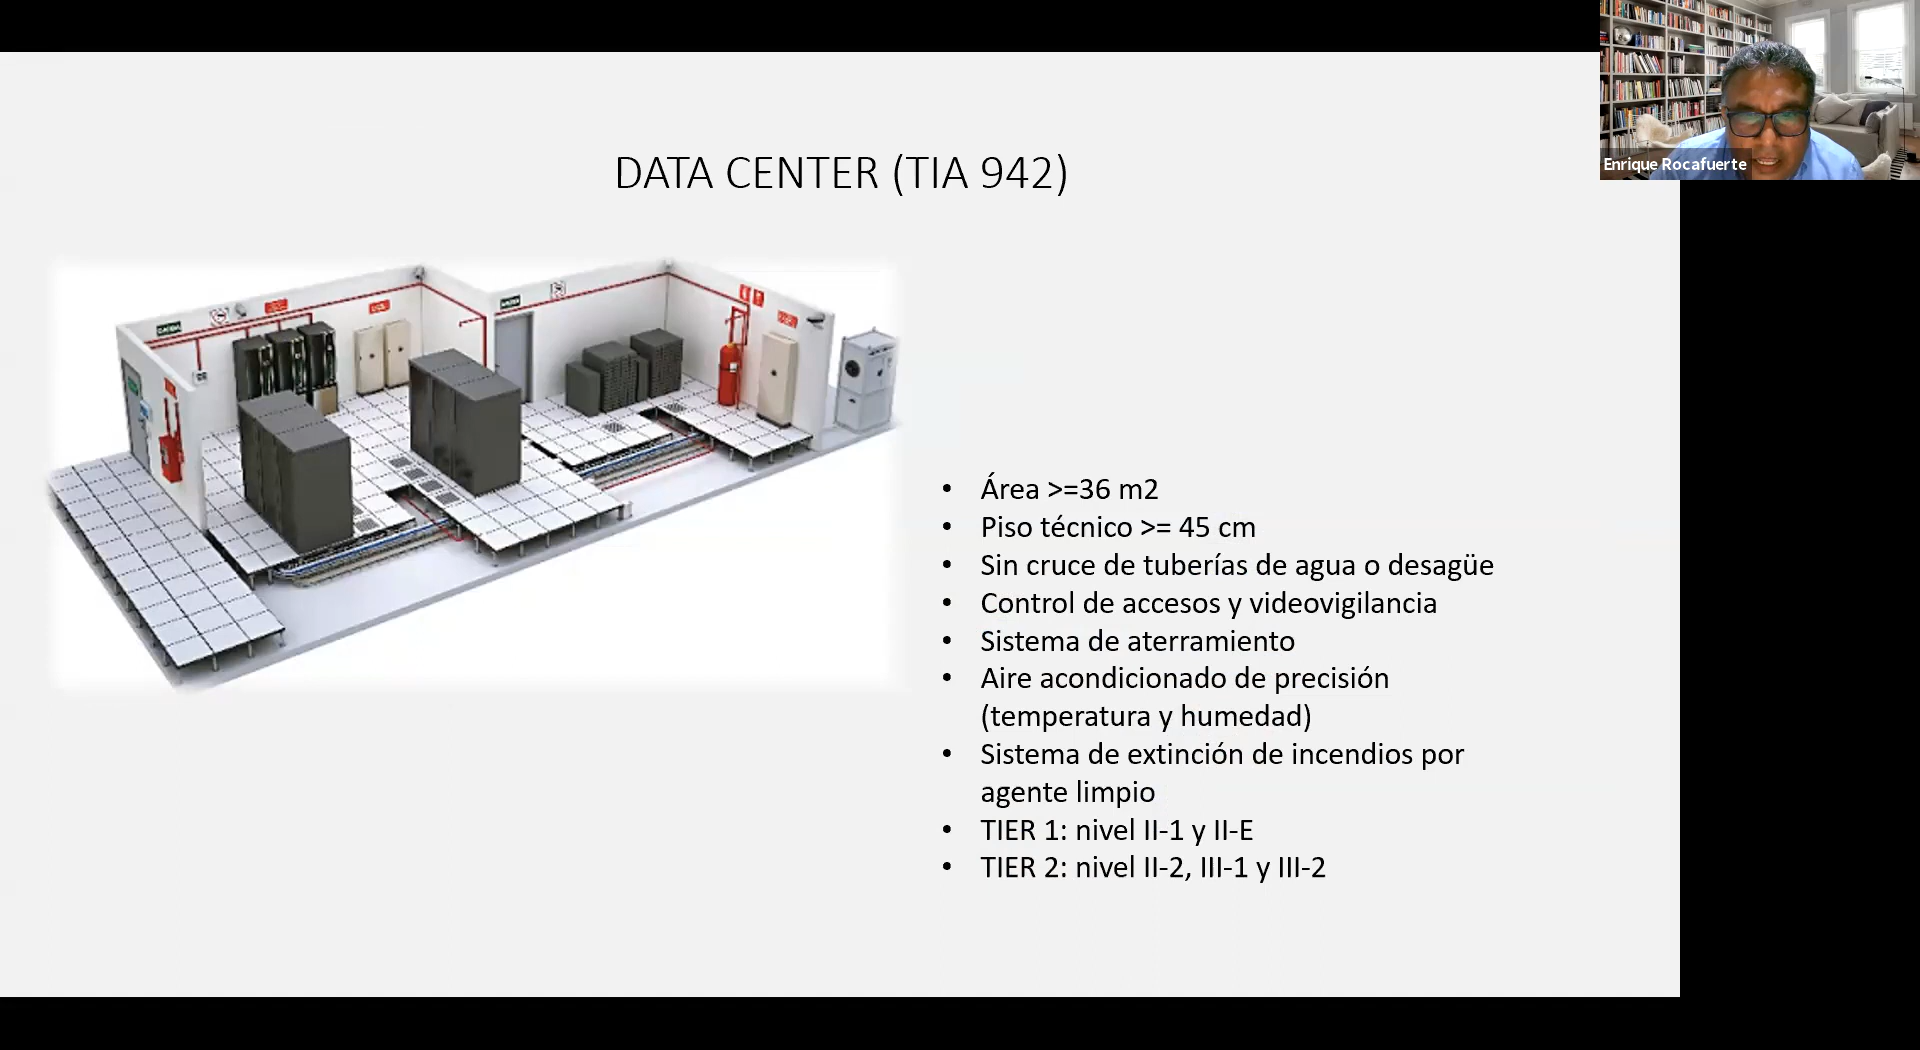 Enrique Rocafuerte
DATA CENTER (TIA 942)
• Área >=36 m2
• Piso técnico >= 45 cm
• Sin cruce de tuberías de agua o desagüe
• Control de accesos y videovigilancia
• Sistema de aterramiento
• Aire acondicionado de precisión
(temperatura y humedad)
• Sistema de extinción de incendios por
agente limpio
• TIER 1: nivel II-1 y II-E
• TIER 2: nivel II-2, III-1 y III-2